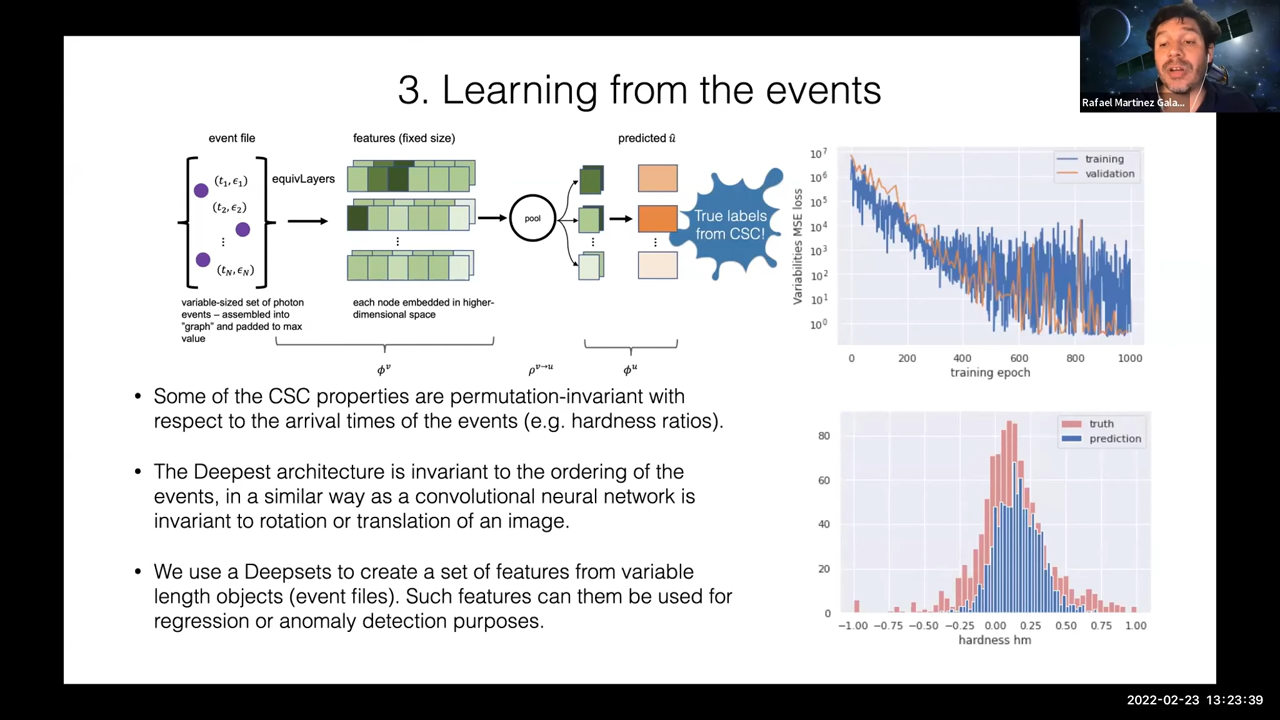 Rafael Martinez Gala...
3. Learning from the events
event file
features (fixed size)
predicted û
equivLayers
(t₁, ϵ₁)
(t₂, ϵ₂)
⋮
(t_N, ϵ_N)
⋮
pool
⋮
⋮
True labels
from CSC!
variable-sized set of photon
events – assembled into
"graph" and padded to max
value
each node embedded in higher-
dimensional space
ϕᵛ
ρᵛ→ᵘ
ϕᵘ
training
validation
Variabilities MSE loss
10⁷
10⁶
10⁵
10⁴
10³
10²
10¹
10⁰
0 200 400 600 800 1000
training epoch
• Some of the CSC properties are permutation-invariant with
respect to the arrival times of the events (e.g. hardness ratios).
• The Deepest architecture is invariant to the ordering of the
events, in a similar way as a convolutional neural network is
invariant to rotation or translation of an image.
• We use a Deepsets to create a set of features from variable
length objects (event files). Such features can them be used for
regression or anomaly detection purposes.
truth
prediction
80
60
40
20
0
−1.00 −0.75 −0.50 −0.25 0.00 0.25 0.50 0.75 1.00
hardness hm
2022-02-23 13:23:39